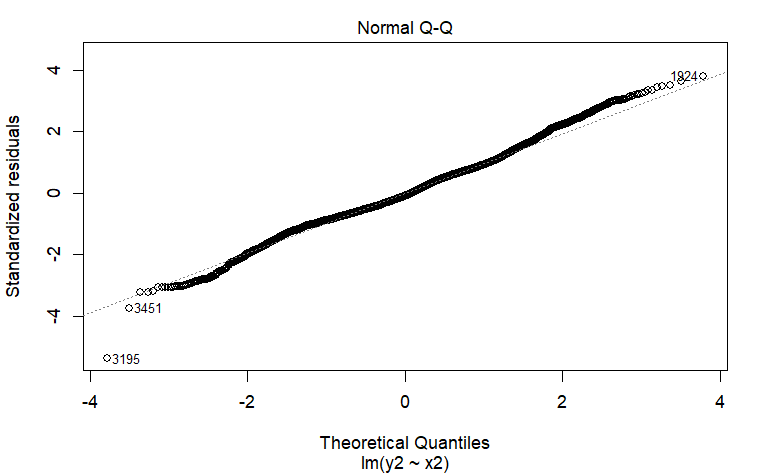 Normal Q-Q
Standardized residuals
4
2
0
-2
-4
1924
3451
3195
-4 -2 0 2 4
Theoretical Quantiles
lm(y2 ~ x2)